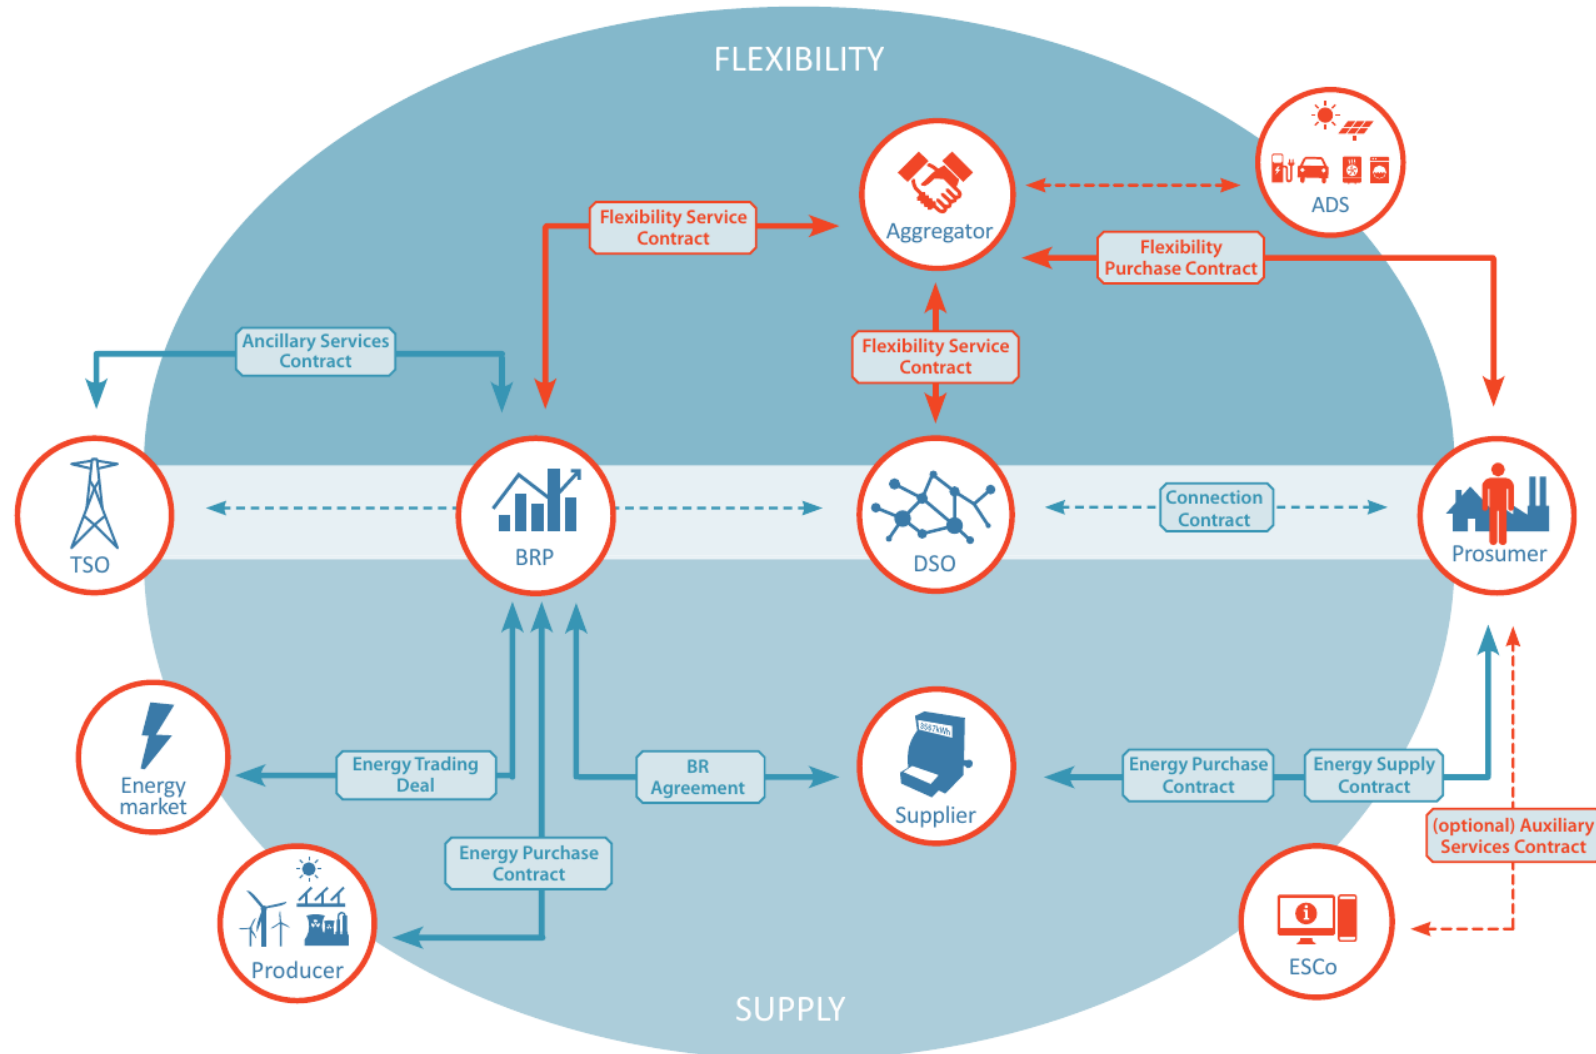 FLEXIBILITY
ADS
Aggregator
Flexibility Service
Contract
Flexibility
Purchase Contract
Ancillary Services
Contract
Flexibility Service
Contract
TSO
BRP
DSO
Connection
Contract
Prosumer
Energy
market
Energy Trading
Deal
BR
Agreement
3567kWh
Supplier
Energy Purchase
Contract
Energy Supply
Contract
(optional) Auxiliary
Services Contract
Energy Purchase
Contract
Producer
ESCo
SUPPLY